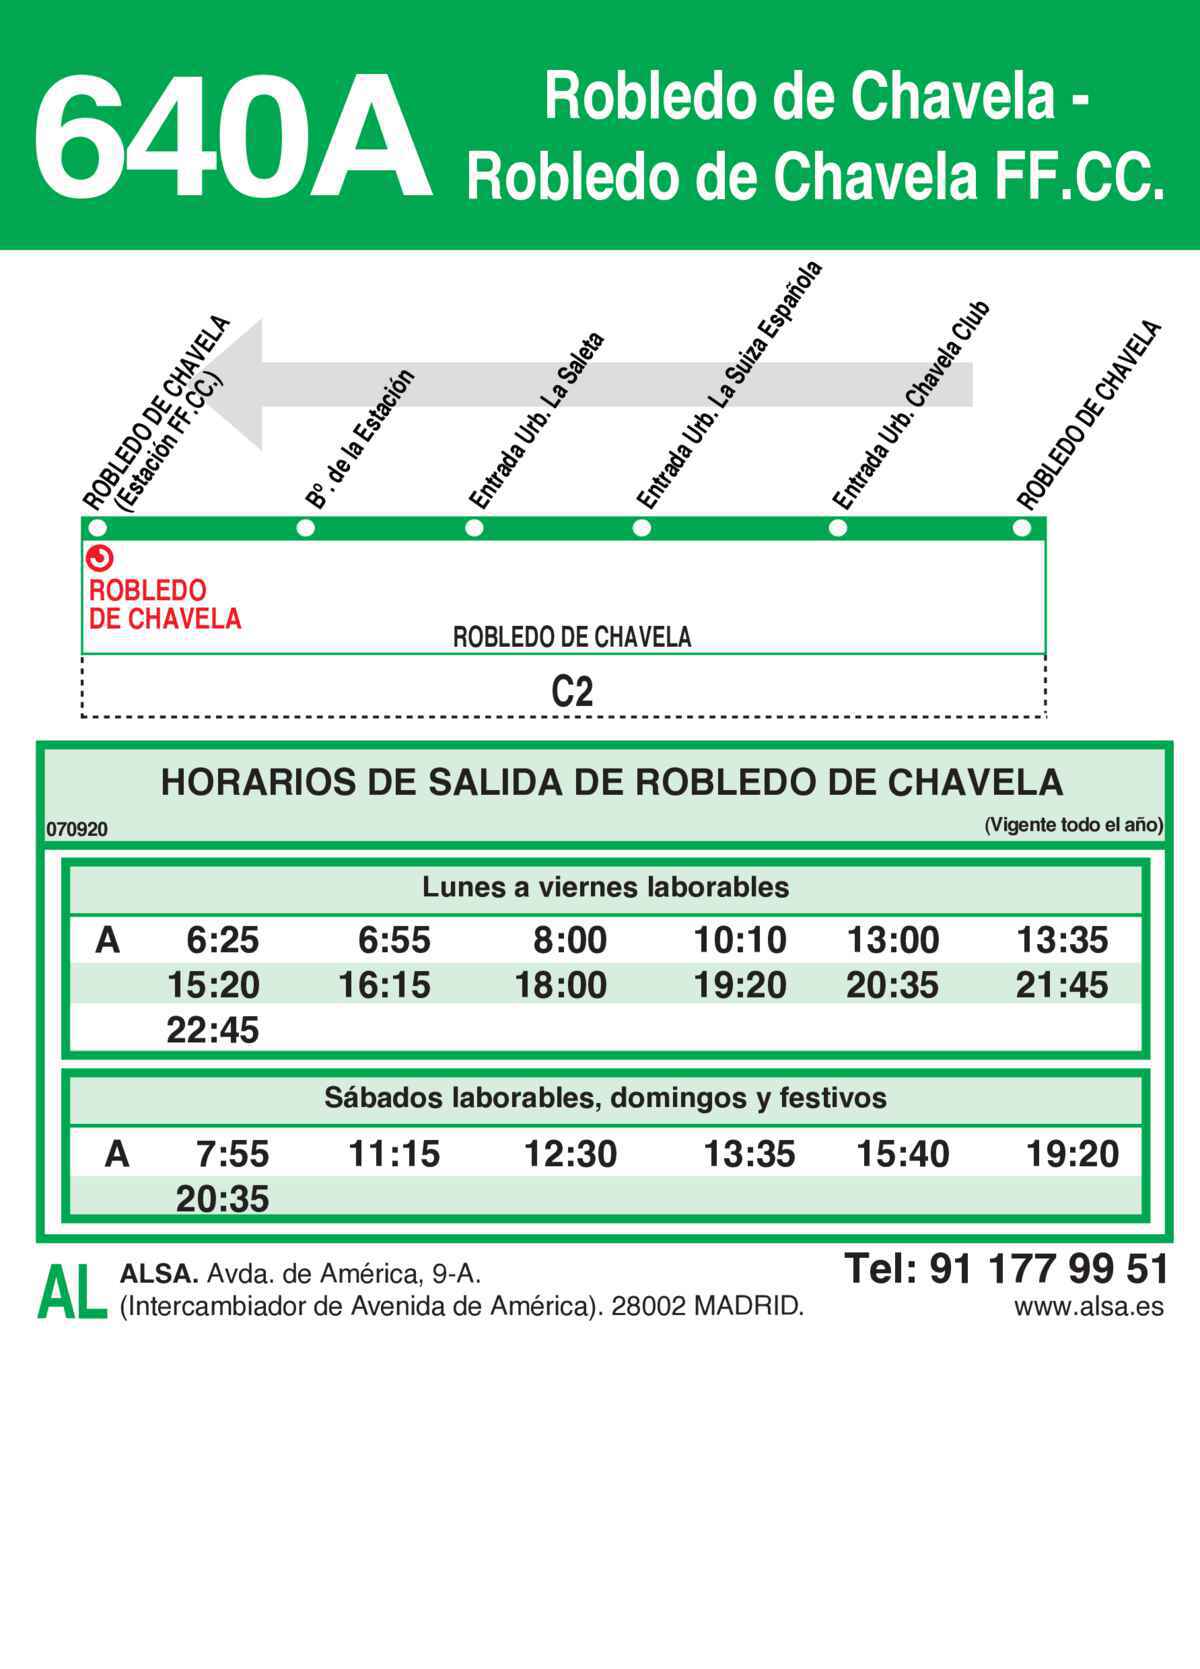 640A
Robledo de Chavela -
Robledo de Chavela FF.CC.
ROBLEDO DE CHAVELA
(Estación FF.CC.)
Bº. de la Estación
Entrada Urb. La Saleta
Entrada Urb. La Suiza Española
Entrada Urb. Chavela Club
ROBLEDO DE CHAVELA
ROBLEDO
DE CHAVELA
ROBLEDO DE CHAVELA
C2
HORARIOS DE SALIDA DE ROBLEDO DE CHAVELA
070920 (Vigente todo el año)
Lunes a viernes laborables
A 6:25 6:55 8:00 10:10 13:00 13:35
15:20 16:15 18:00 19:20 20:35 21:45
22:45
Sábados laborables, domingos y festivos
A 7:55 11:15 12:30 13:35 15:40 19:20
20:35
AL
ALSA. Avda. de América, 9-A.
(Intercambiador de Avenida de América). 28002 MADRID.
Tel: 91 177 99 51
www.alsa.es